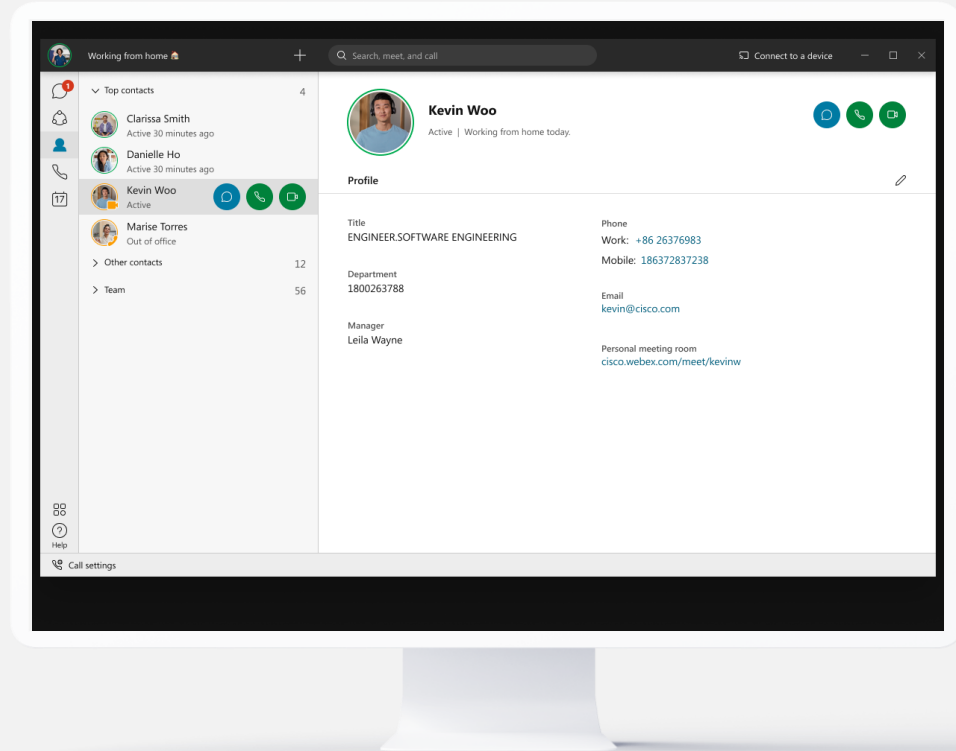 Working from home
Search, meet, and call
Connect to a device
1
17
Help
Top contacts 4
Clarissa Smith
Active 30 minutes ago
Danielle Ho
Active 30 minutes ago
Kevin Woo
Active
Marise Torres
Out of office
Other contacts 12
Team 56
Kevin Woo
Active | Working from home today.
Profile
Title
ENGINEER.SOFTWARE ENGINEERING
Department
1800263788
Manager
Leila Wayne
Phone
Work: +86 26376983
Mobile: 186372837238
Email
kevin@cisco.com
Personal meeting room
cisco.webex.com/meet/kevinw
Call settings